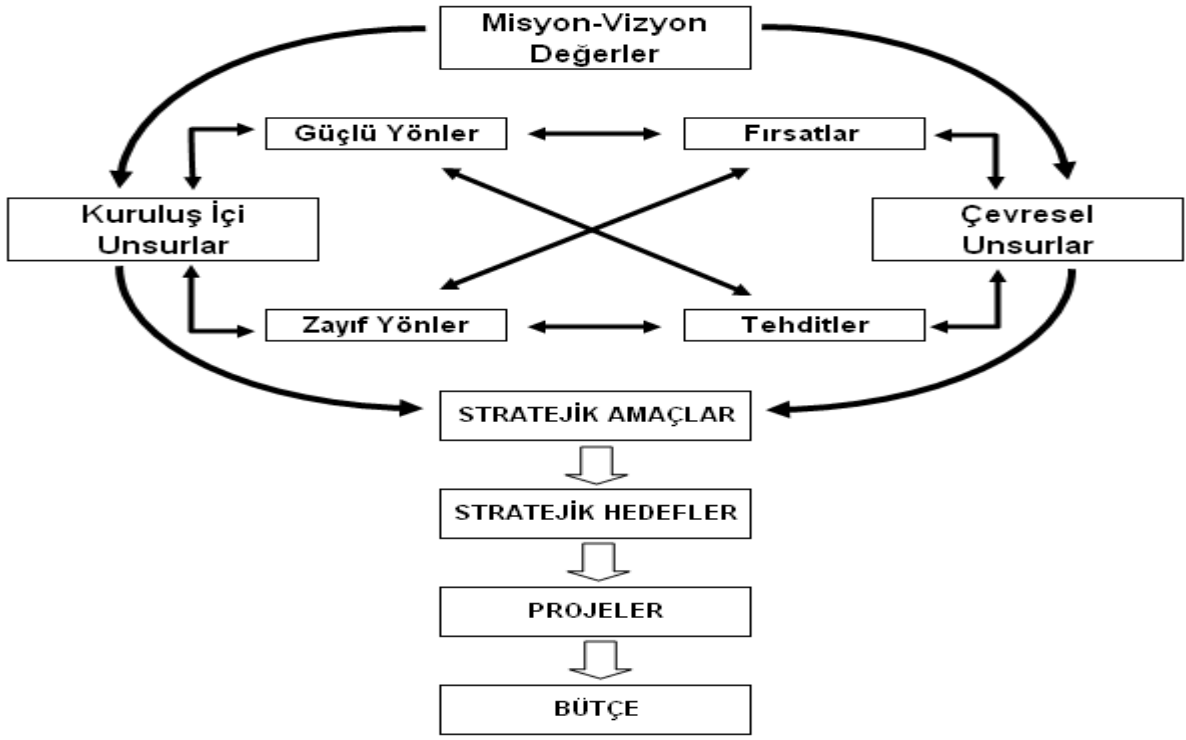 Misyon-Vizyon
Değerler
Güçlü Yönler
Fırsatlar
Kuruluş İçi
Unsurlar
Çevresel
Unsurlar
Zayıf Yönler
Tehditler
STRATEJİK AMAÇLAR
STRATEJİK HEDEFLER
PROJELER
BÜTÇE